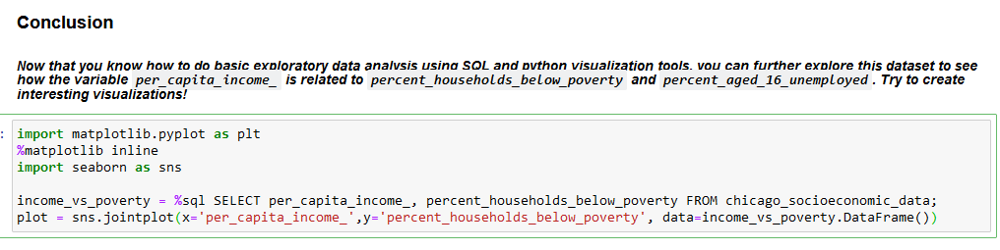 Conclusion
Now that you know how to do basic exploratory data analysis using SQL and python visualization tools, you can further explore this dataset to see
how the variable per_capita_income_ is related to percent_households_below_poverty and percent_aged_16_unemployed. Try to create
interesting visualizations!
: import matplotlib.pyplot as plt
%matplotlib inline
import seaborn as sns
income_vs_poverty = %sql SELECT per_capita_income_, percent_households_below_poverty FROM chicago_socioeconomic_data;
plot = sns.jointplot(x='per_capita_income_',y='percent_households_below_poverty', data=income_vs_poverty.DataFrame())